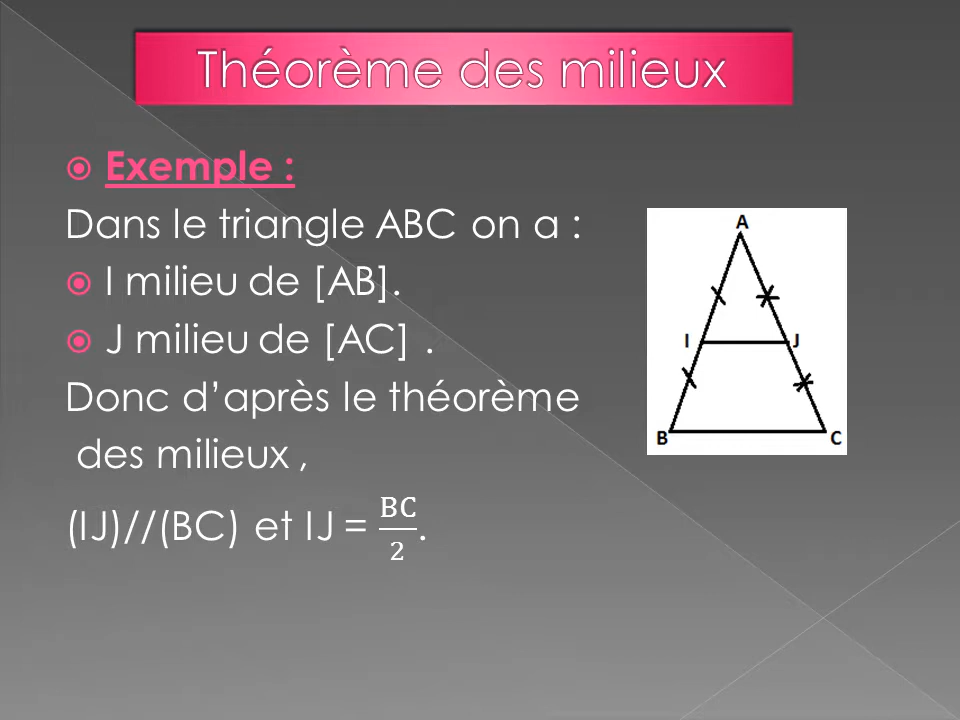 Théorème des milieux
Exemple :
Dans le triangle ABC on a :
I milieu de [AB].
J milieu de [AC] .
Donc d’après le théorème
des milieux ,
(IJ)//(BC) et IJ = BC/2.
A
I J
B C